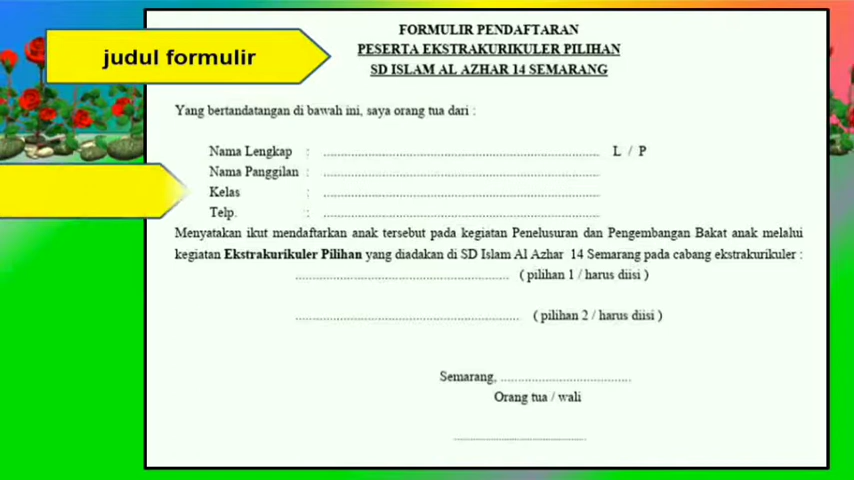 judul formulir
FORMULIR PENDAFTARAN
PESERTA EKSTRAKURIKULER PILIHAN
SD ISLAM AL AZHAR 14 SEMARANG
Yang bertandatangan di bawah ini, saya orang tua dari :
Nama Lengkap : ........................................ L / P
Nama Panggilan : ........................................
Kelas : ........................................
Telp. : ........................................
Menyatakan ikut mendaftarkan anak tersebut pada kegiatan Penelusuran dan Pengembangan Bakat anak melalui
kegiatan Ekstrakurikuler Pilihan yang diadakan di SD Islam Al Azhar 14 Semarang pada cabang ekstrakurikuler :
........................................ ( pilihan 1 / harus diisi )
........................................ ( pilihan 2 / harus diisi )
Semarang, ........................................
Orang tua / wali
........................................